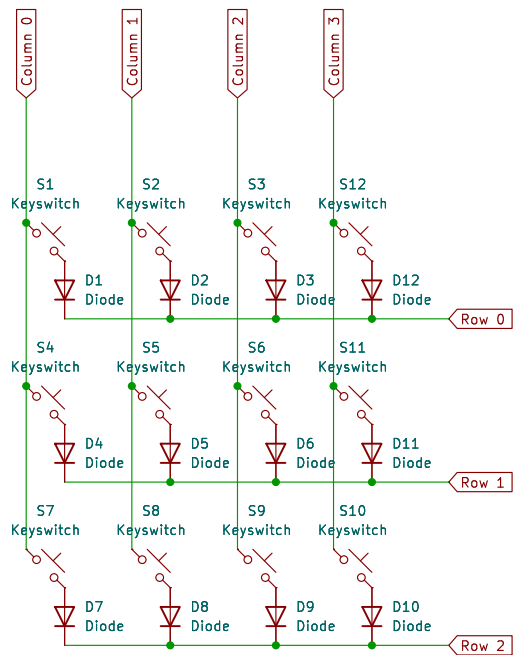 Column 0
Column 1
Column 2
Column 3
S1
Keyswitch
S2
Keyswitch
S3
Keyswitch
S12
Keyswitch
D1
Diode
D2
Diode
D3
Diode
D12
Diode
Row 0
S4
Keyswitch
S5
Keyswitch
S6
Keyswitch
S11
Keyswitch
D4
Diode
D5
Diode
D6
Diode
D11
Diode
Row 1
S7
Keyswitch
S8
Keyswitch
S9
Keyswitch
S10
Keyswitch
D7
Diode
D8
Diode
D9
Diode
D10
Diode
Row 2